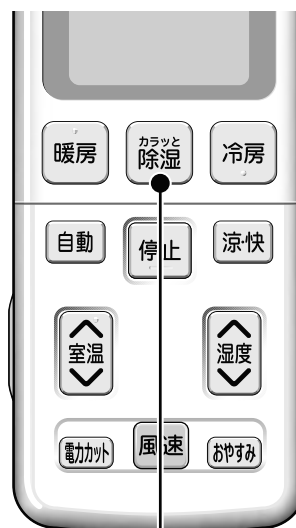 暖房
カラッと
除湿
冷房
自動
停止
涼快
室温
湿度
電力カット
風速
おやすみ